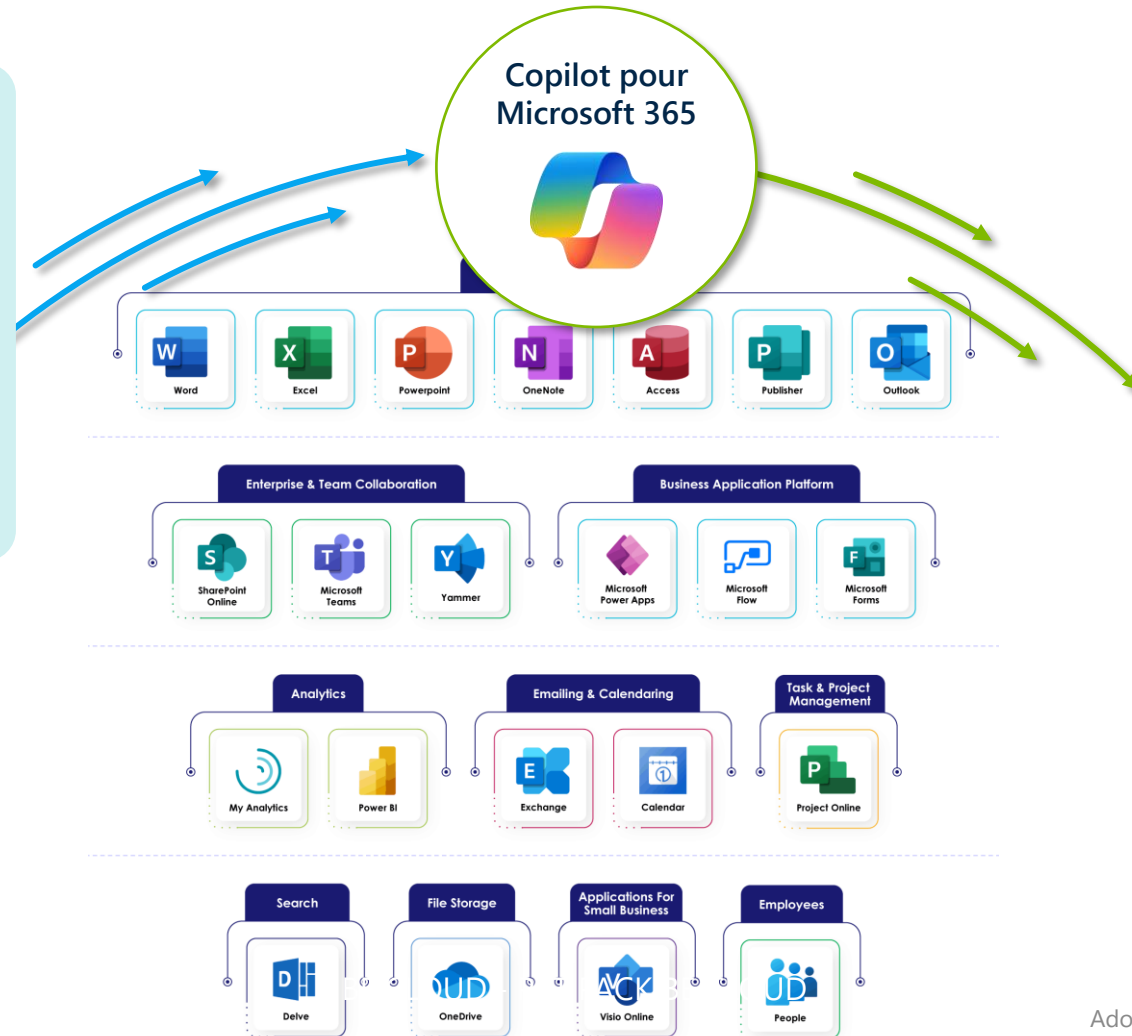 Copilot pour
Microsoft 365
W
X
P
N
A
P
O
Word
Excel
Powerpoint
OneNote
Access
Publisher
Outlook
Enterprise & Team Collaboration
Business Application Platform
S
T
Y
F
SharePoint
Online
Microsoft
Teams
Yammer
Microsoft
Power Apps
Microsoft
Flow
Microsoft
Forms
Analytics
Emailing & Calendaring
Task & Project
Management
E
1
P
My Analytics
Power BI
Exchange
Calendar
Project Online
Search
File Storage
Applications For
Small Business
Employees
D
V
Delve
OneDrive
Visio Online
People
Ado